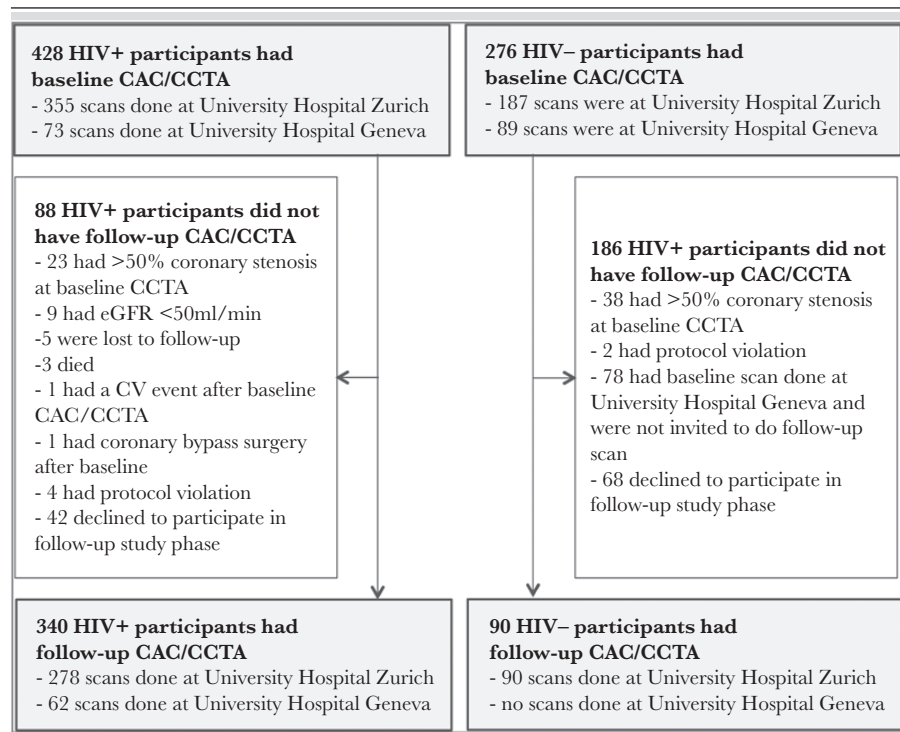 428 HIV+ participants had
baseline CAC/CCTA
- 355 scans done at University Hospital Zurich
- 73 scans done at University Hospital Geneva
276 HIV– participants had
baseline CAC/CCTA
- 187 scans were at University Hospital Zurich
- 89 scans were at University Hospital Geneva
88 HIV+ participants did not
have follow-up CAC/CCTA
- 23 had >50% coronary stenosis
at baseline CCTA
- 9 had eGFR <50ml/min
-5 were lost to follow-up
-3 died
- 1 had a CV event after baseline
CAC/CCTA
- 1 had coronary bypass surgery
after baseline
- 4 had protocol violation
- 42 declined to participate in
follow-up study phase
186 HIV+ participants did not
have follow-up CAC/CCTA
- 38 had >50% coronary stenosis
at baseline CCTA
- 2 had protocol violation
- 78 had baseline scan done at
University Hospital Geneva and
were not invited to do follow-up
scan
- 68 declined to participate in
follow-up study phase
340 HIV+ participants had
follow-up CAC/CCTA
- 278 scans done at University Hospital Zurich
- 62 scans done at University Hospital Geneva
90 HIV– participants had
follow-up CAC/CCTA
- 90 scans done at University Hospital Zurich
- no scans done at University Hospital Geneva